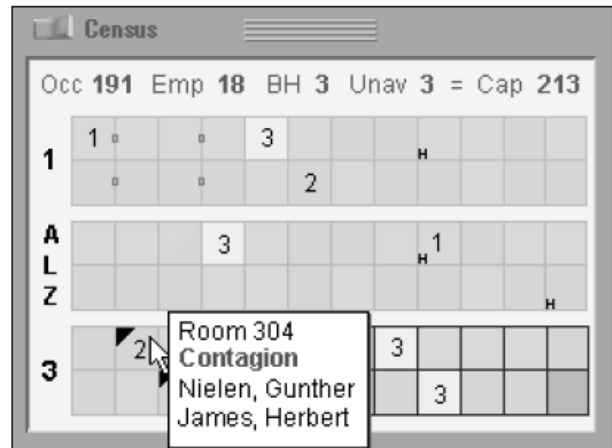 Census
Occ 191 Emp 18 BH 3 Unav 3 = Cap 213
1
1 3
H
2
A
L
Z
3 1
H
H
3
2 3
3
Room 304
Contagion
Nielen, Gunther
James, Herbert